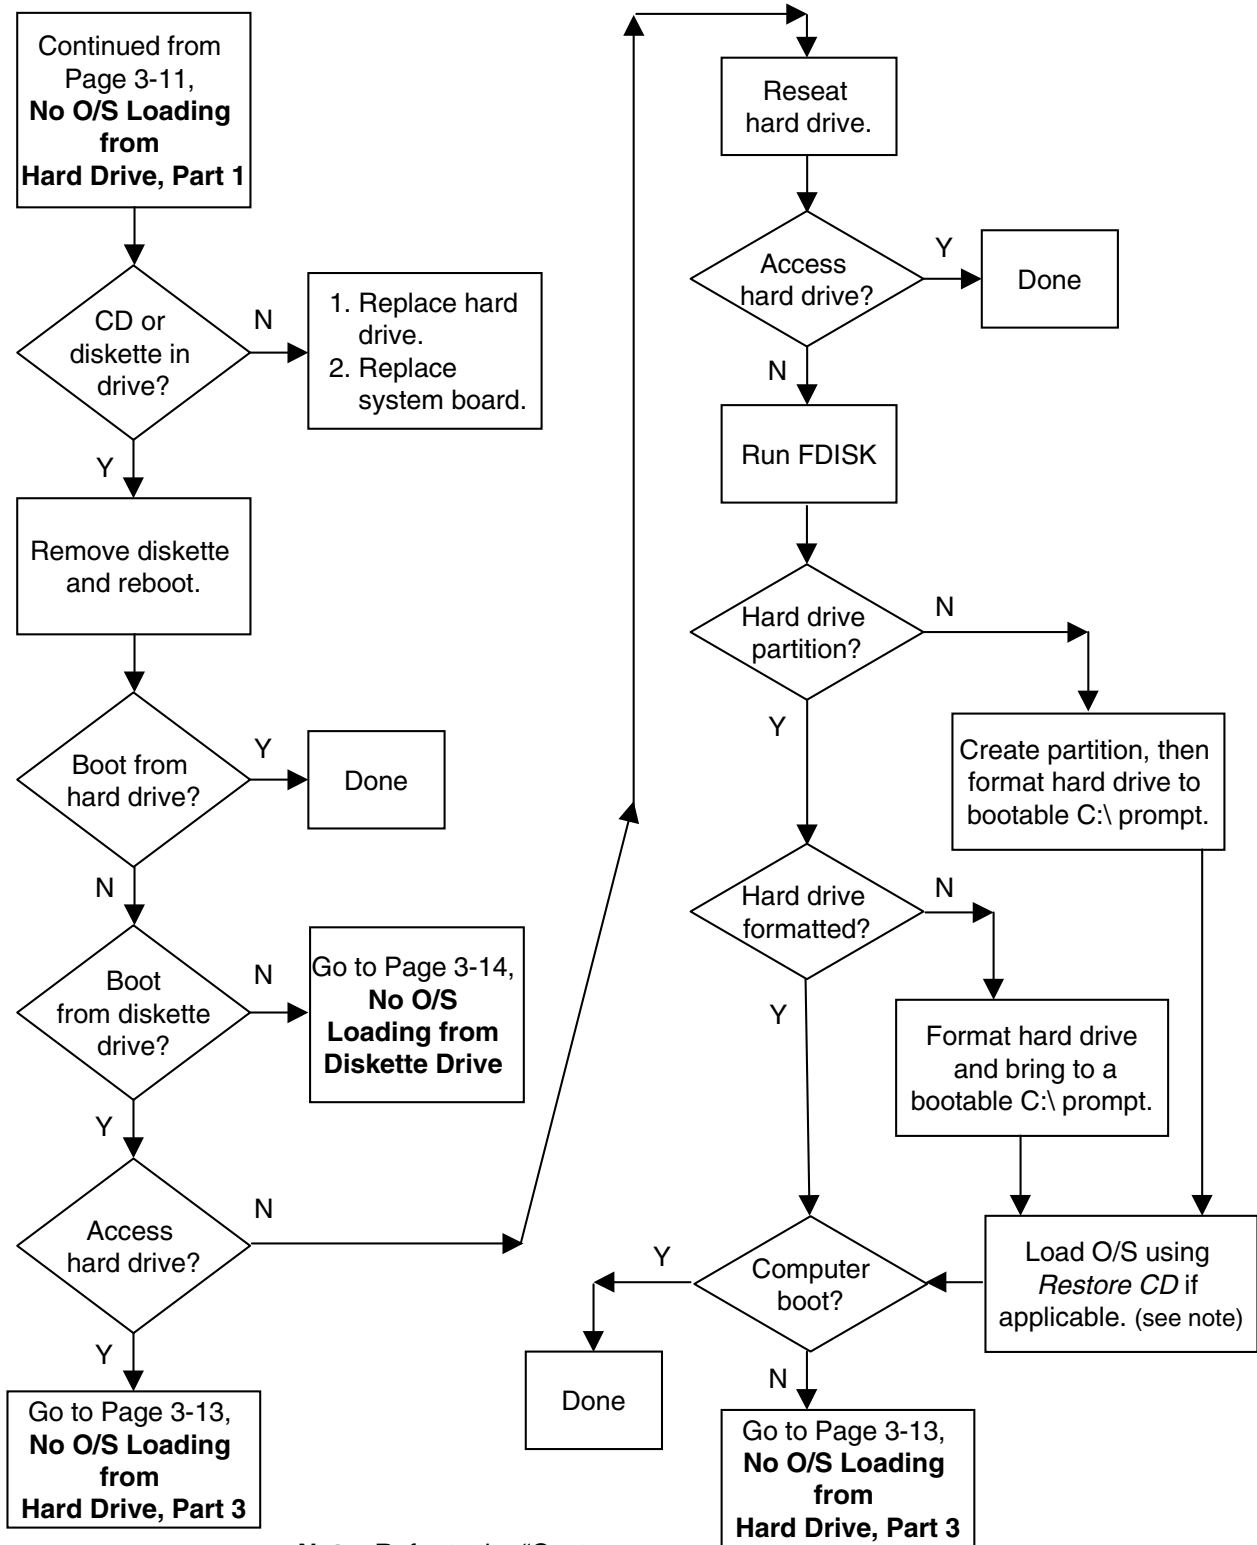 Continued from
Page 3-11,
No O/S Loading
from
Hard Drive, Part 1
CD or
diskette in
drive?
N
1. Replace hard
drive.
2. Replace
system board.
Y
Remove diskette
and reboot.
Boot from
hard drive?
Y
Done
N
Boot
from diskette
drive?
N
Go to Page 3-14,
No O/S
Loading from
Diskette Drive
Y
Access
hard drive?
N
Y
Go to Page 3-13,
No O/S Loading
from
Hard Drive, Part 3
Reseat
hard drive.
Access
hard drive?
Y
Done
N
Run FDISK
Hard drive
partition?
N
Create partition, then
format hard drive to
bootable C:\ prompt.
Y
Hard drive
formatted?
N
Format hard drive
and bring to a
bootable C:\ prompt.
Y
Load O/S using
Restore CD if
applicable. (see note)
Computer
boot?
Y
Done
N
Go to Page 3-13,
No O/S Loading
from
Hard Drive, Part 3